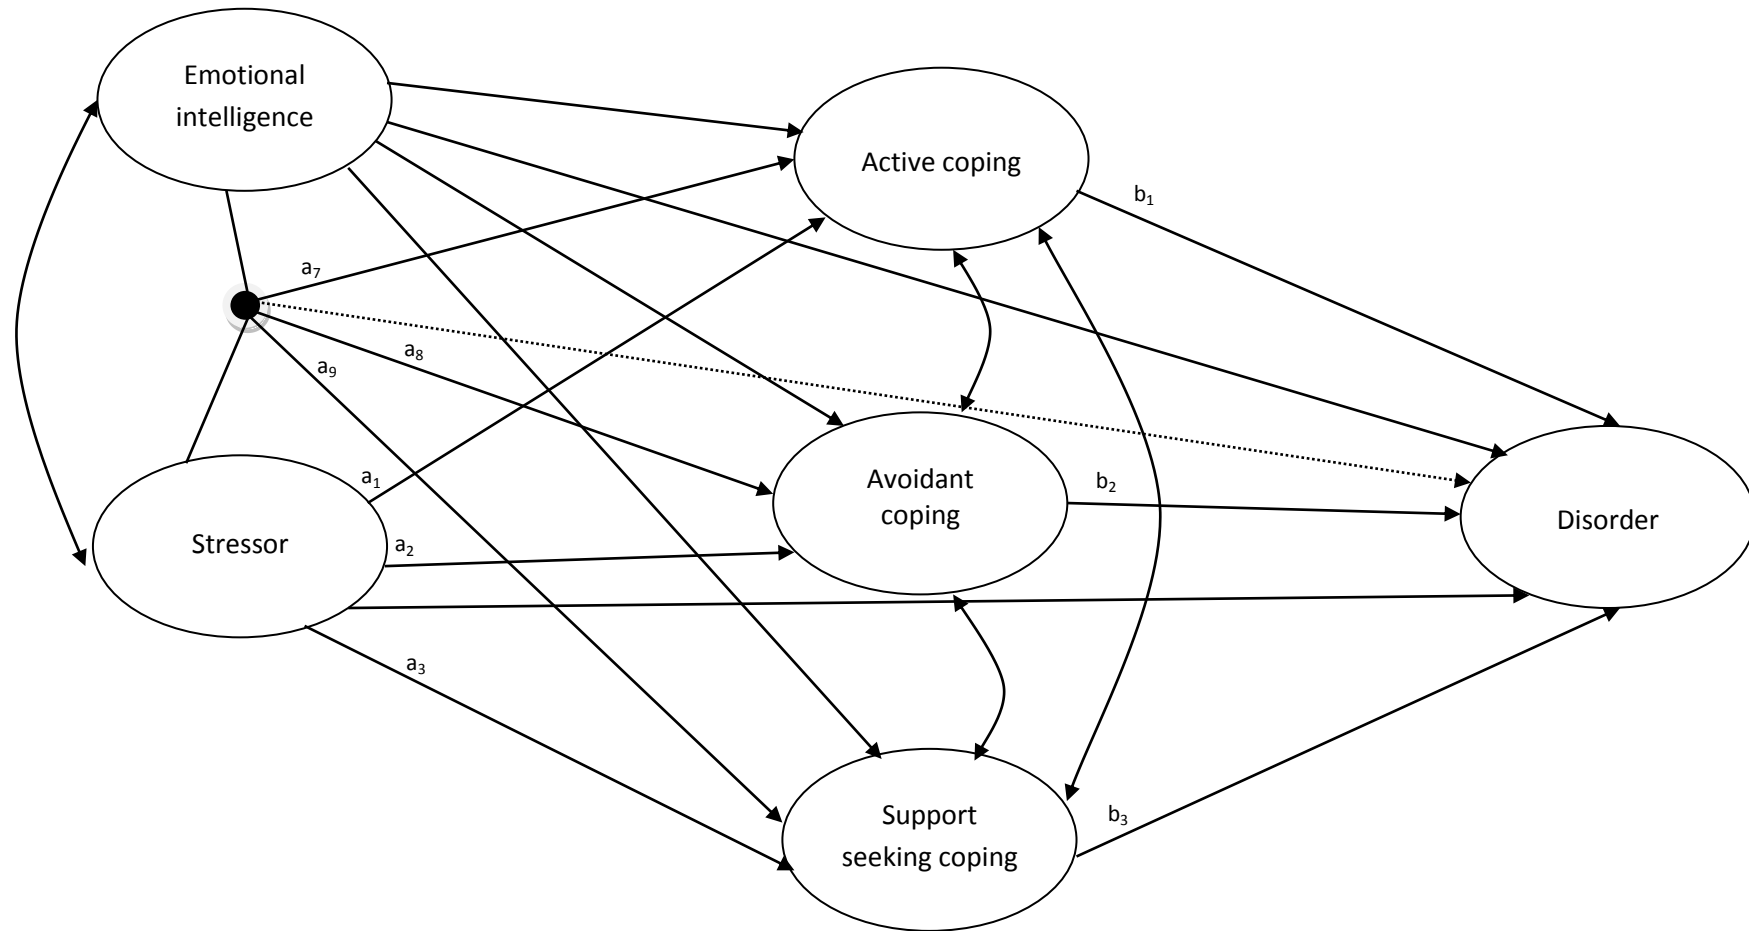 Emotional
intelligence
Active coping
b₁
a₇
a₈
a₉
a₁
Avoidant
coping
b₂
Disorder
Stressor
a₂
a₃
Support
seeking coping
b₃